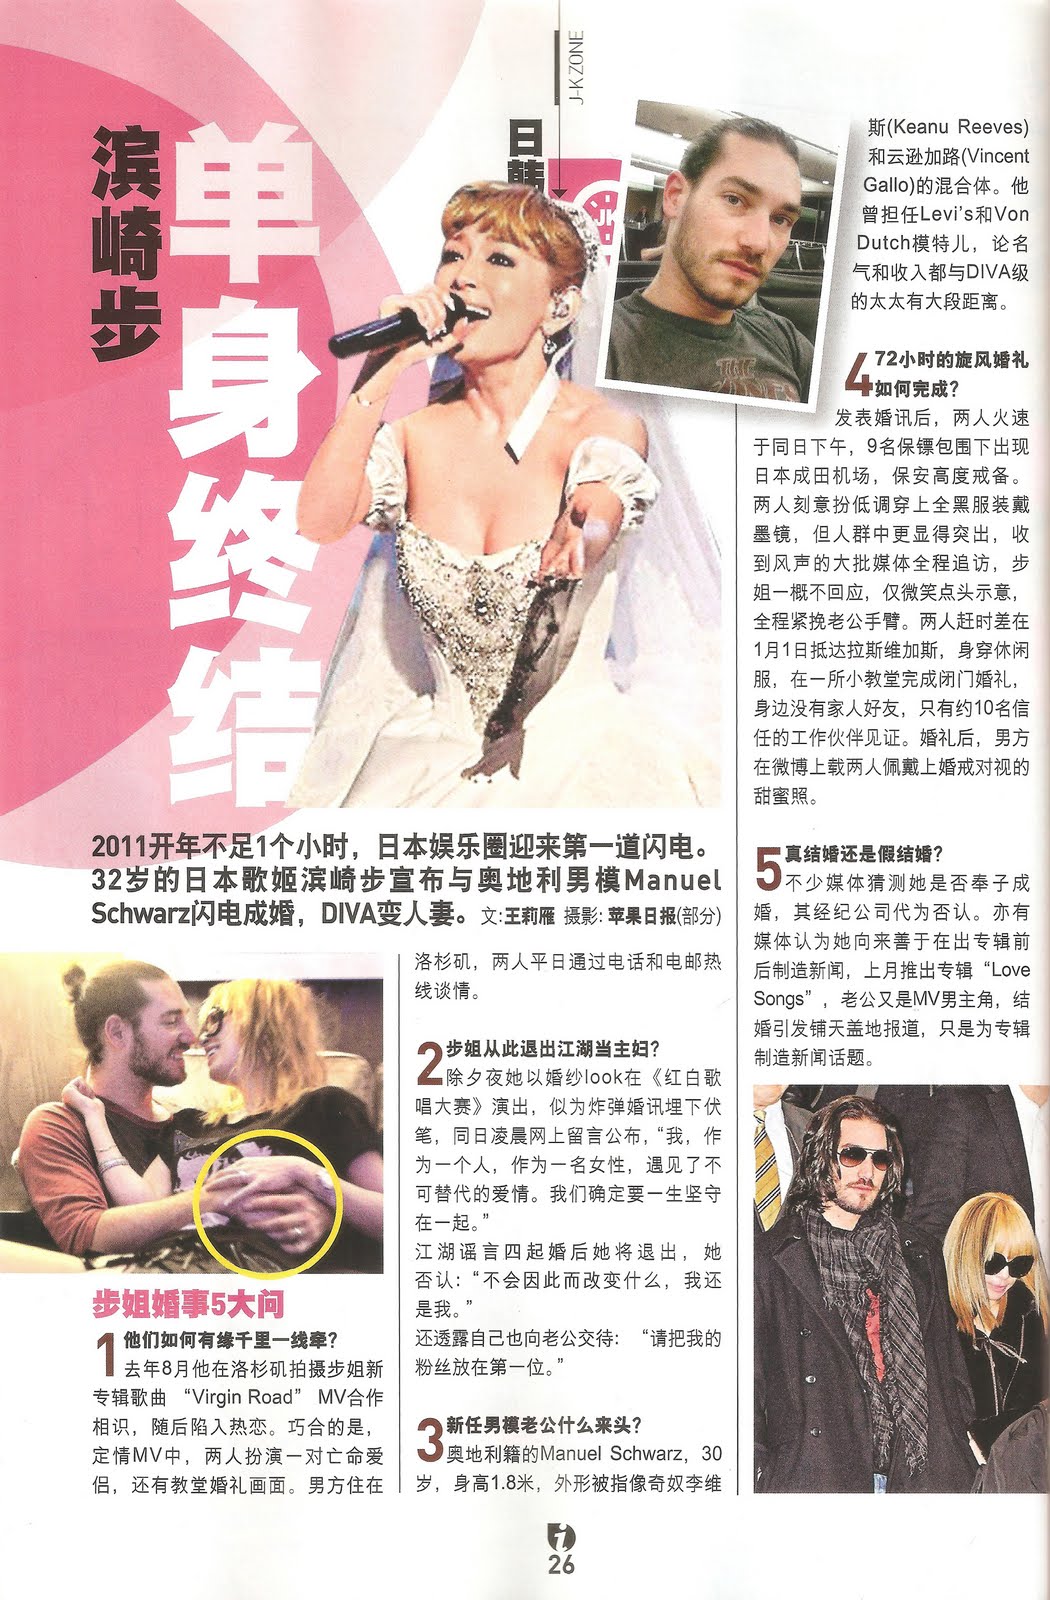 J-K ZONE
日韩
JK
滨崎步
单身终结
2011开年不足1个小时，日本娱乐圈迎来第一道闪电。
32岁的日本歌姬滨崎步宣布与奥地利男模Manuel
Schwarz闪电成婚，DIVA变人妻。文:王莉雁 摄影: 苹果日报(部分)
步姐婚事5大问
1 他们如何有缘千里一线牵？
去年8月他在洛杉矶拍摄步姐新
专辑歌曲 “Virgin Road” MV合作
相识，随后陷入热恋。巧合的是，
定情MV中，两人扮演一对亡命爱
侣，还有教堂婚礼画面。男方住在
洛杉矶，两人平日通过电话和电邮热
线谈情。
2 步姐从此退出江湖当主妇？
除夕夜她以婚纱look在《红白歌
唱大赛》演出，似为炸弹婚讯埋下伏
笔，同日凌晨网上留言公布，“我，作
为一个人，作为一名女性，遇见了不
可替代的爱情。我们确定要一生坚守
在一起。”
江湖谣言四起婚后她将退出，她
否认：“不会因此而改变什么，我还
是我。”
还透露自己也向老公交待： “请把我的
粉丝放在第一位。”
3 新任男模老公什么来头？
奥地利籍的Manuel Schwarz，30
岁，身高1.8米，外形被指像奇奴李维
斯(Keanu Reeves)
和云逊加路(Vincent
Gallo)的混合体。他
曾担任Levi's和Von
Dutch模特儿，论名
气和收入都与DIVA级
的太太有大段距离。
4 72小时的旋风婚礼
如何完成？
发表婚讯后，两人火速
于同日下午，9名保镖包围下出现
日本成田机场，保安高度戒备。
两人刻意扮低调穿上全黑服装戴
墨镜，但人群中更显得突出，收
到风声的大批媒体全程追访，步
姐一概不回应，仅微笑点头示意，
全程紧挽老公手臂。两人赶时差在
1月1日抵达拉斯维加斯，身穿休闲
服，在一所小教堂完成闭门婚礼，
身边没有家人好友，只有约10名信
任的工作伙伴见证。婚礼后，男方
在微博上载两人佩戴上婚戒对视的
甜蜜照。
5 真结婚还是假结婚？
不少媒体猜测她是否奉子成
婚，其经纪公司代为否认。亦有
媒体认为她向来善于在出专辑前
后制造新闻，上月推出专辑“Love
Songs”，老公又是MV男主角，结
婚引发铺天盖地报道，只是为专辑
制造新闻话题。
i
26